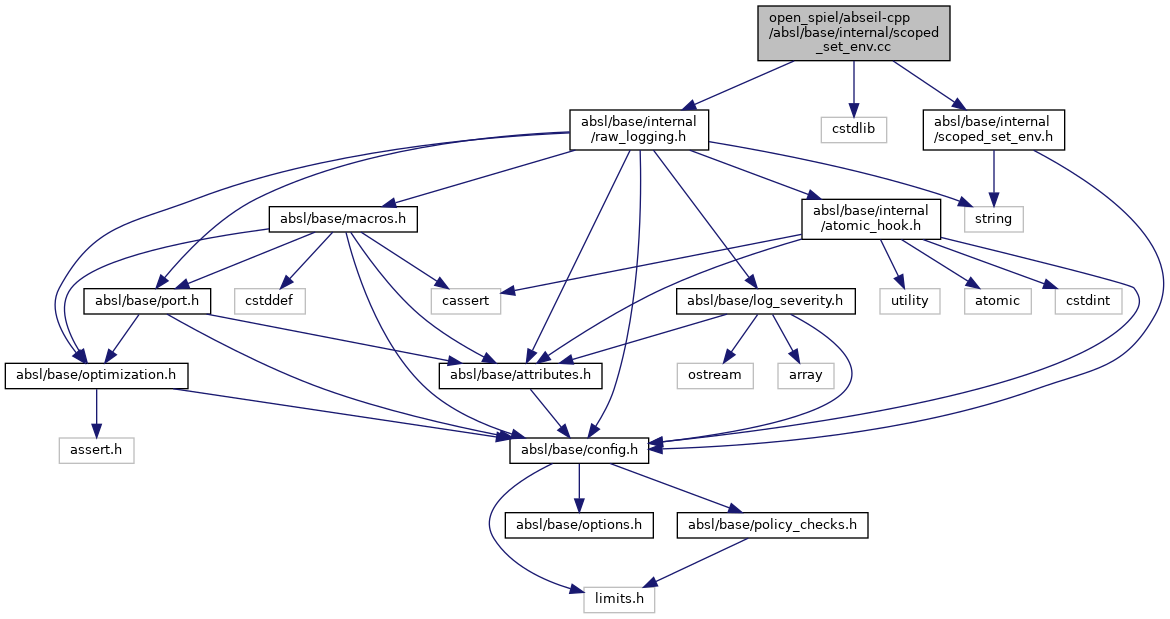 open_spiel/abseil-cpp
/absl/base/internal/scoped
_set_env.cc
absl/base/internal
/raw_logging.h
cstdlib
absl/base/internal
/scoped_set_env.h
absl/base/macros.h
absl/base/internal
/atomic_hook.h
string
absl/base/port.h
cstddef
cassert
absl/base/log_severity.h
utility
atomic
cstdint
absl/base/optimization.h
absl/base/attributes.h
ostream
array
assert.h
absl/base/config.h
absl/base/options.h
absl/base/policy_checks.h
limits.h